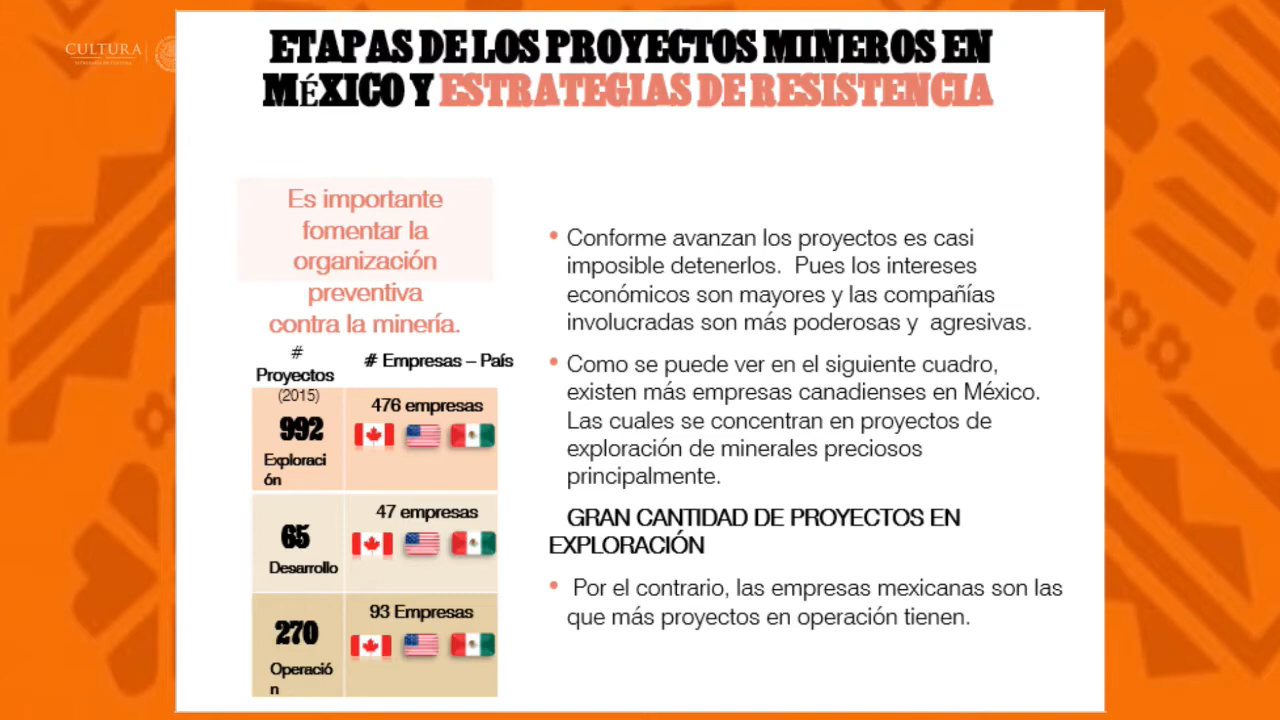 CULTURA
ETAPAS DE LOS PROYECTOS MINEROS EN
MÉXICO Y ESTRATEGIAS DE RESISTENCIA
Es importante
fomentar la
organización
preventiva
contra la minería.
#
Proyectos
(2015)
# Empresas – País
992
Exploraci
ón
476 empresas
65
Desarrollo
47 empresas
270
Operació
n
93 Empresas
• Conforme avanzan los proyectos es casi
imposible detenerlos. Pues los intereses
económicos son mayores y las compañías
involucradas son más poderosas y agresivas.
• Como se puede ver en el siguiente cuadro,
existen más empresas canadienses en México.
Las cuales se concentran en proyectos de
exploración de minerales preciosos
principalmente.
GRAN CANTIDAD DE PROYECTOS EN
EXPLORACIÓN
• Por el contrario, las empresas mexicanas son las
que más proyectos en operación tienen.